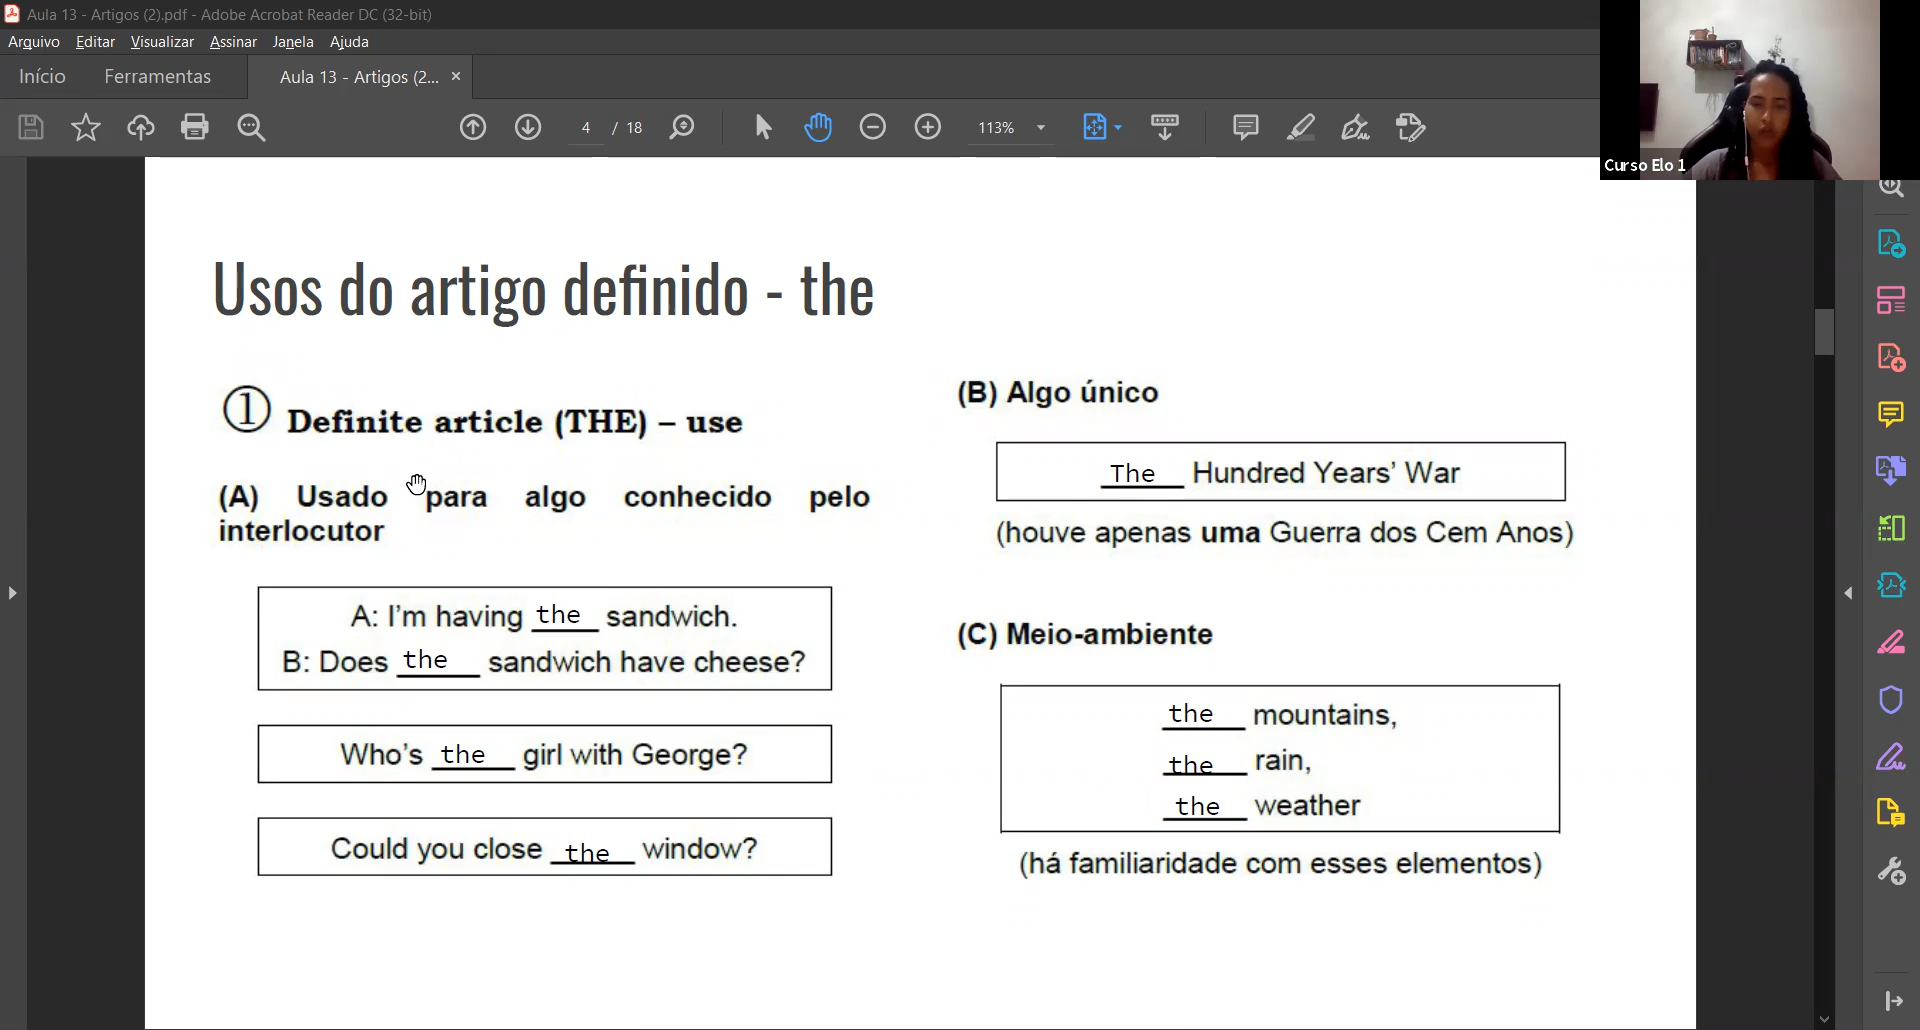 Aula 13 - Artigos (2).pdf - Adobe Acrobat Reader DC (32-bit)
Arquivo Editar Visualizar Assinar Janela Ajuda
Início Ferramentas Aula 13 - Artigos (2... ×
4 / 18 113%
Curso Elo 1
Usos do artigo definido - the
① Definite article (THE) – use
(A) Usado para algo conhecido pelo
interlocutor
A: I'm having the sandwich.
B: Does the sandwich have cheese?
Who's the girl with George?
Could you close the window?
(B) Algo único
The Hundred Years' War
(houve apenas uma Guerra dos Cem Anos)
(C) Meio-ambiente
the mountains,
the rain,
the weather
(há familiaridade com esses elementos)